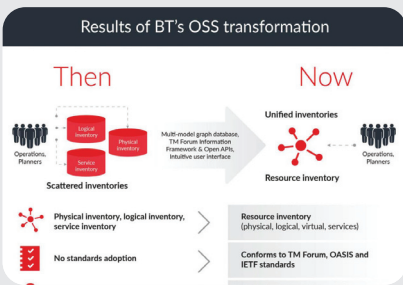 Results of BT's OSS transformation
Then
Now
Logical
inventory
Physical
inventory
Service
inventory
Operations,
Planners
Scattered inventories
Multi-model graph database,
TM Forum Information
Framework & Open APIs,
Intuitive user interface
Unified inventories
Resource inventory
Operations,
Planners
Physical inventory, logical inventory,
service inventory
Resource inventory
(physical, logical, virtual, services)
No standards adoption
Conforms to TM Forum, OASIS and
IETF standards